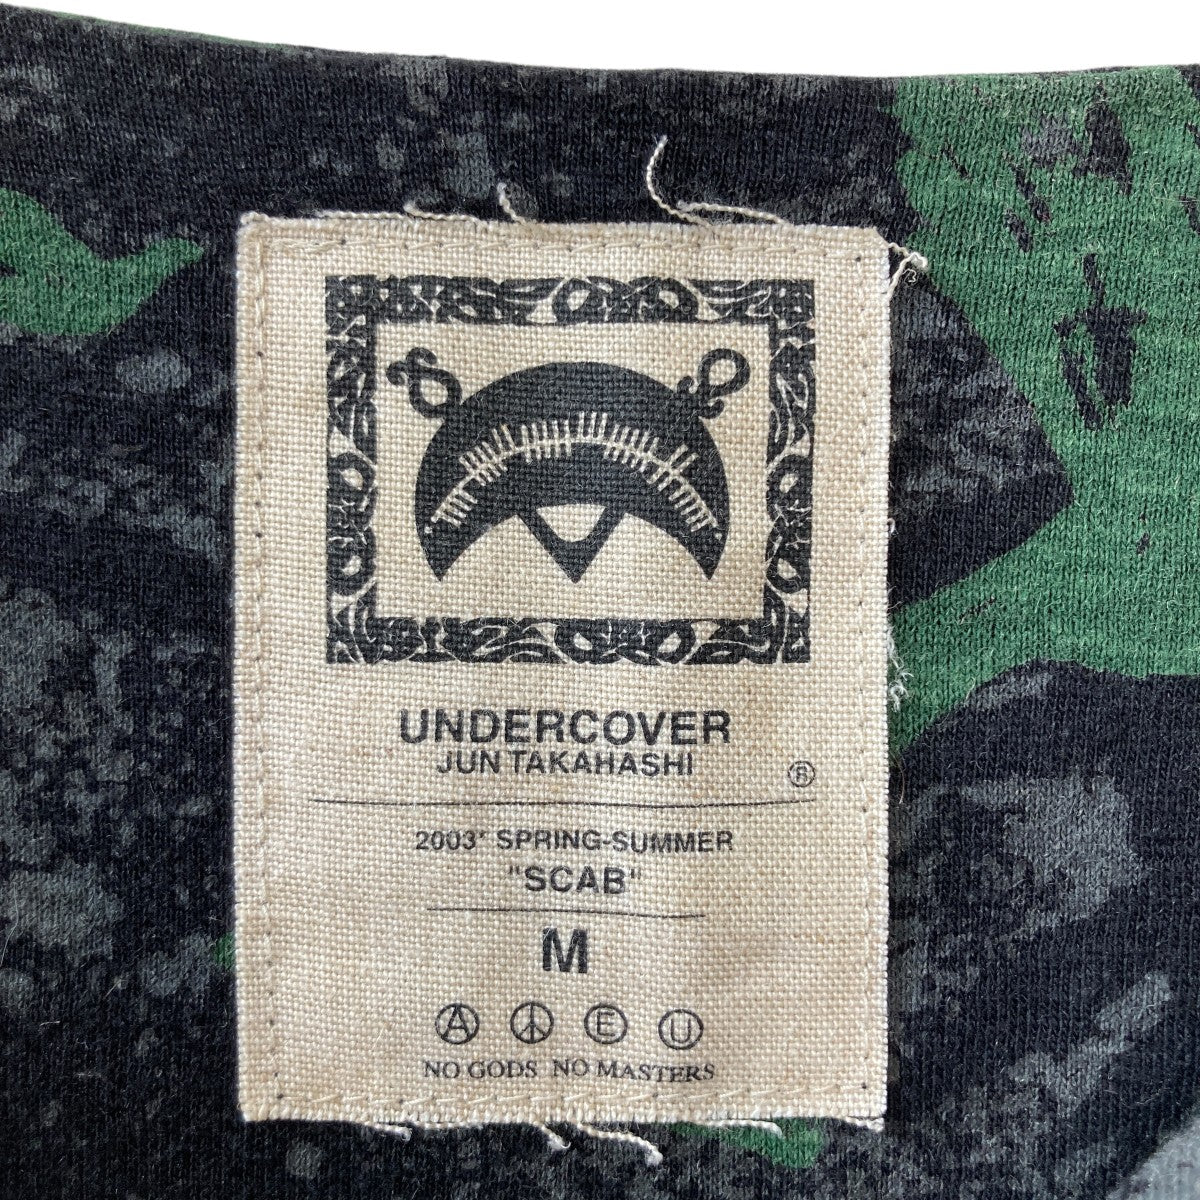 UNDERCOVER
JUN TAKAHASHI
®
2003' SPRING-SUMMER
"SCAB"
M
A E U
NO GODS NO MASTERS